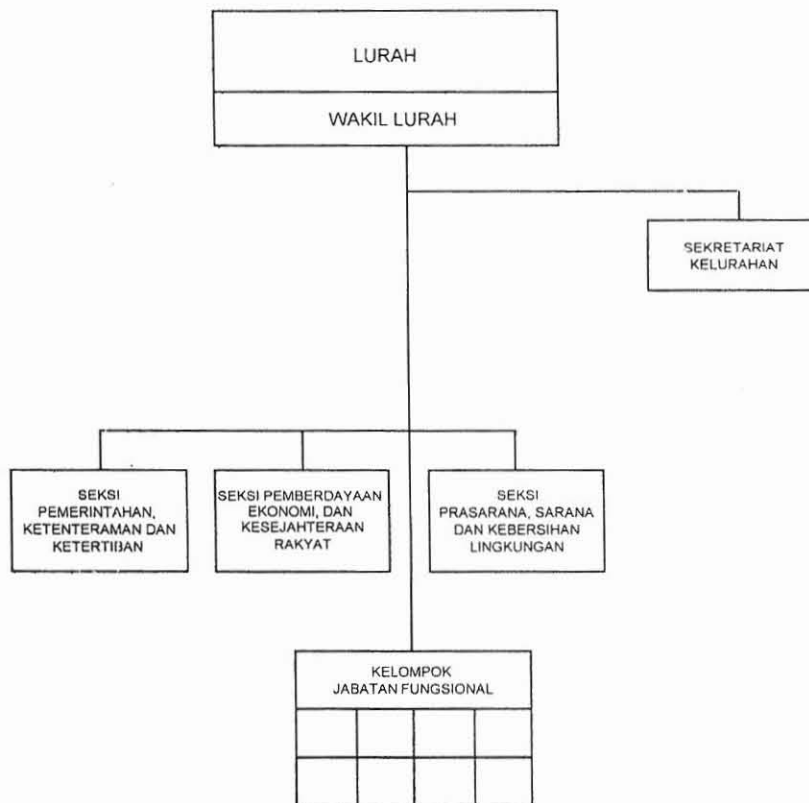 LURAH
WAKIL LURAH
SEKRETARIAT
KELURAHAN
SEKSI
PEMERINTAHAN,
KETENTERAMAN DAN
KETERTIBAN
SEKSI PEMBERDAYAAN
EKONOMI, DAN
KESEJAHTERAAN
RAKYAT
SEKSI
PRASARANA, SARANA
DAN KEBERSIHAN
LINGKUNGAN
KELOMPOK
JABATAN FUNGSIONAL